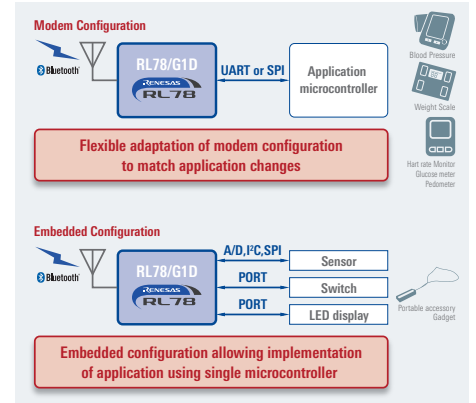 Modem Configuration
Bluetooth
RL78/G1D
RENESAS
RL78
UART or SPI
Application
microcontroller
Blood Pressure
Weight Scale
Hart rate Monitor
Glucose meter
Pedometer
Flexible adaptation of modem configuration
to match application changes
Embedded Configuration
Bluetooth
RL78/G1D
RENESAS
RL78
A/D,I²C,SPI
Sensor
PORT
Switch
PORT
LED display
Portable accessory
Gadget
Embedded configuration allowing implementation
of application using single microcontroller